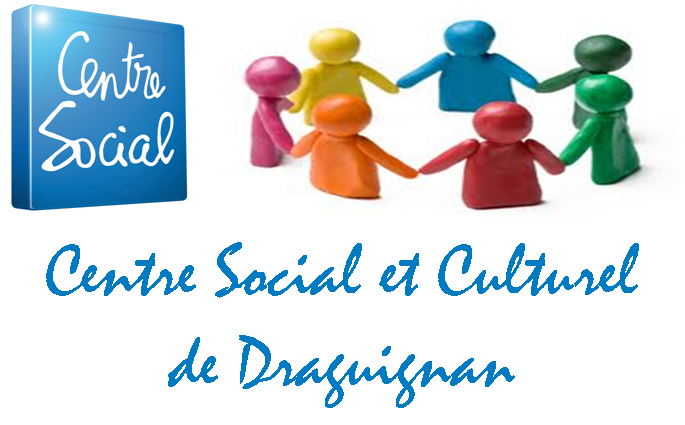 Centre
Social
Centre Social et Culturel
de Draguignan